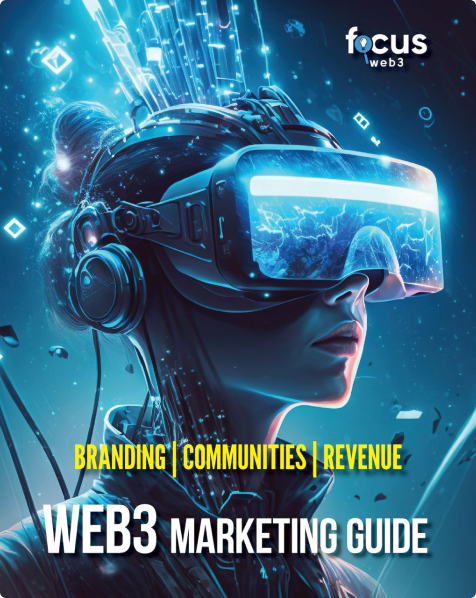 focus
web3
BRANDING | COMMUNITIES | REVENUE
WEB3 MARKETING GUIDE